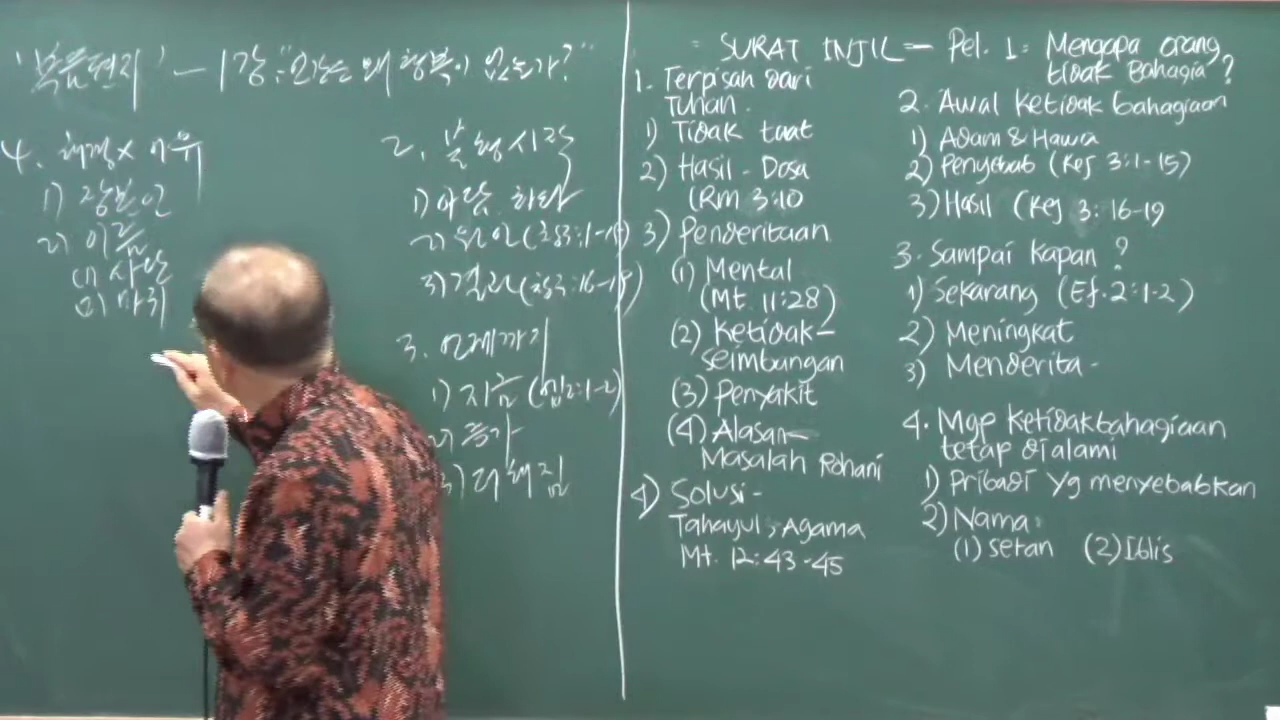 '복음편지' — 1강: "인간은 왜 행복이 없는가?"
4. 해결X 이유
1) 장본인
2) 이름
(1) 사단
(2) 마귀
2. 불행시작
1) 아담, 하와
2) 원인(창3:1-15)
3) 결과(창3:16-19)
3. 언제까지
1) 지금(엡2:1-2)
2) 증가
3)
= SURAT INJIL — Pel. 1: Mengapa orang
tidak Bahagia?
1. Terpisah dari
Tuhan.
1) Tidak taat
2) Hasil - Dosa
(Rm 3:10
3) Penderitaan
(1) Mental
(Mt. 11:28)
(2) Ketidak-
seimbangan
(3) Penyakit
(4) Alasan-
Masalah Rohani
4) Solusi-
Tahayul, Agama
Mt. 12:43-45
2. Awal ketidak bahagiaan
1) Adam & Hawa
2) Penyebab (Kej 3:1-15)
3) Hasil (Kej 3:16-19
3. Sampai Kapan?
1) Sekarang (Ef. 2:1-2)
2) Meningkat
3) Menderita-
4. Mgp Ketidakbahagiaan
tetap dialami
1) Pribadi yg menyebabkan
2) Nama:
(1) Setan (2) Iblis